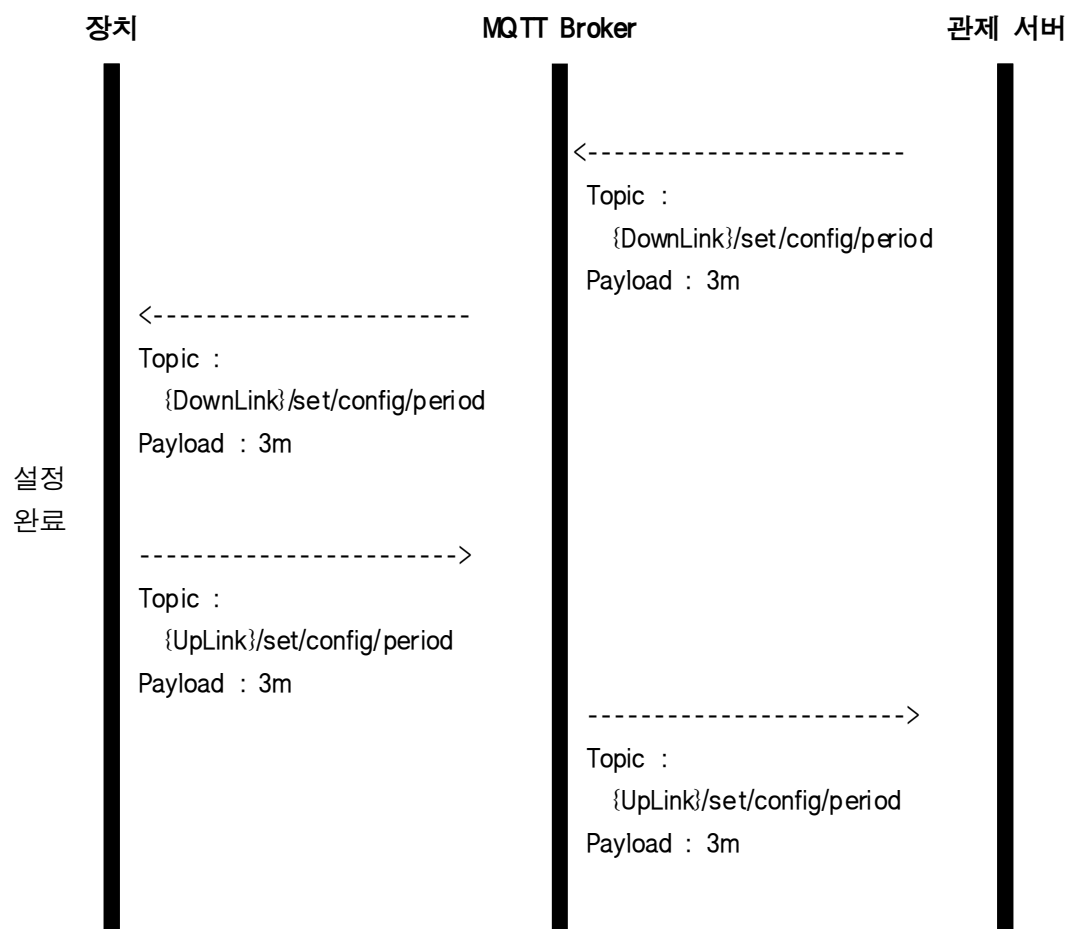 장치 MQTT Broker 관제 서버
<-----------------------
Topic :
{DownLink}/set/config/period
Payload : 3m
<-----------------------
Topic :
{DownLink}/set/config/period
Payload : 3m
설정
완료
----------------------->
Topic :
{UpLink}/set/config/period
Payload : 3m
----------------------->
Topic :
{UpLink}/set/config/period
Payload : 3m